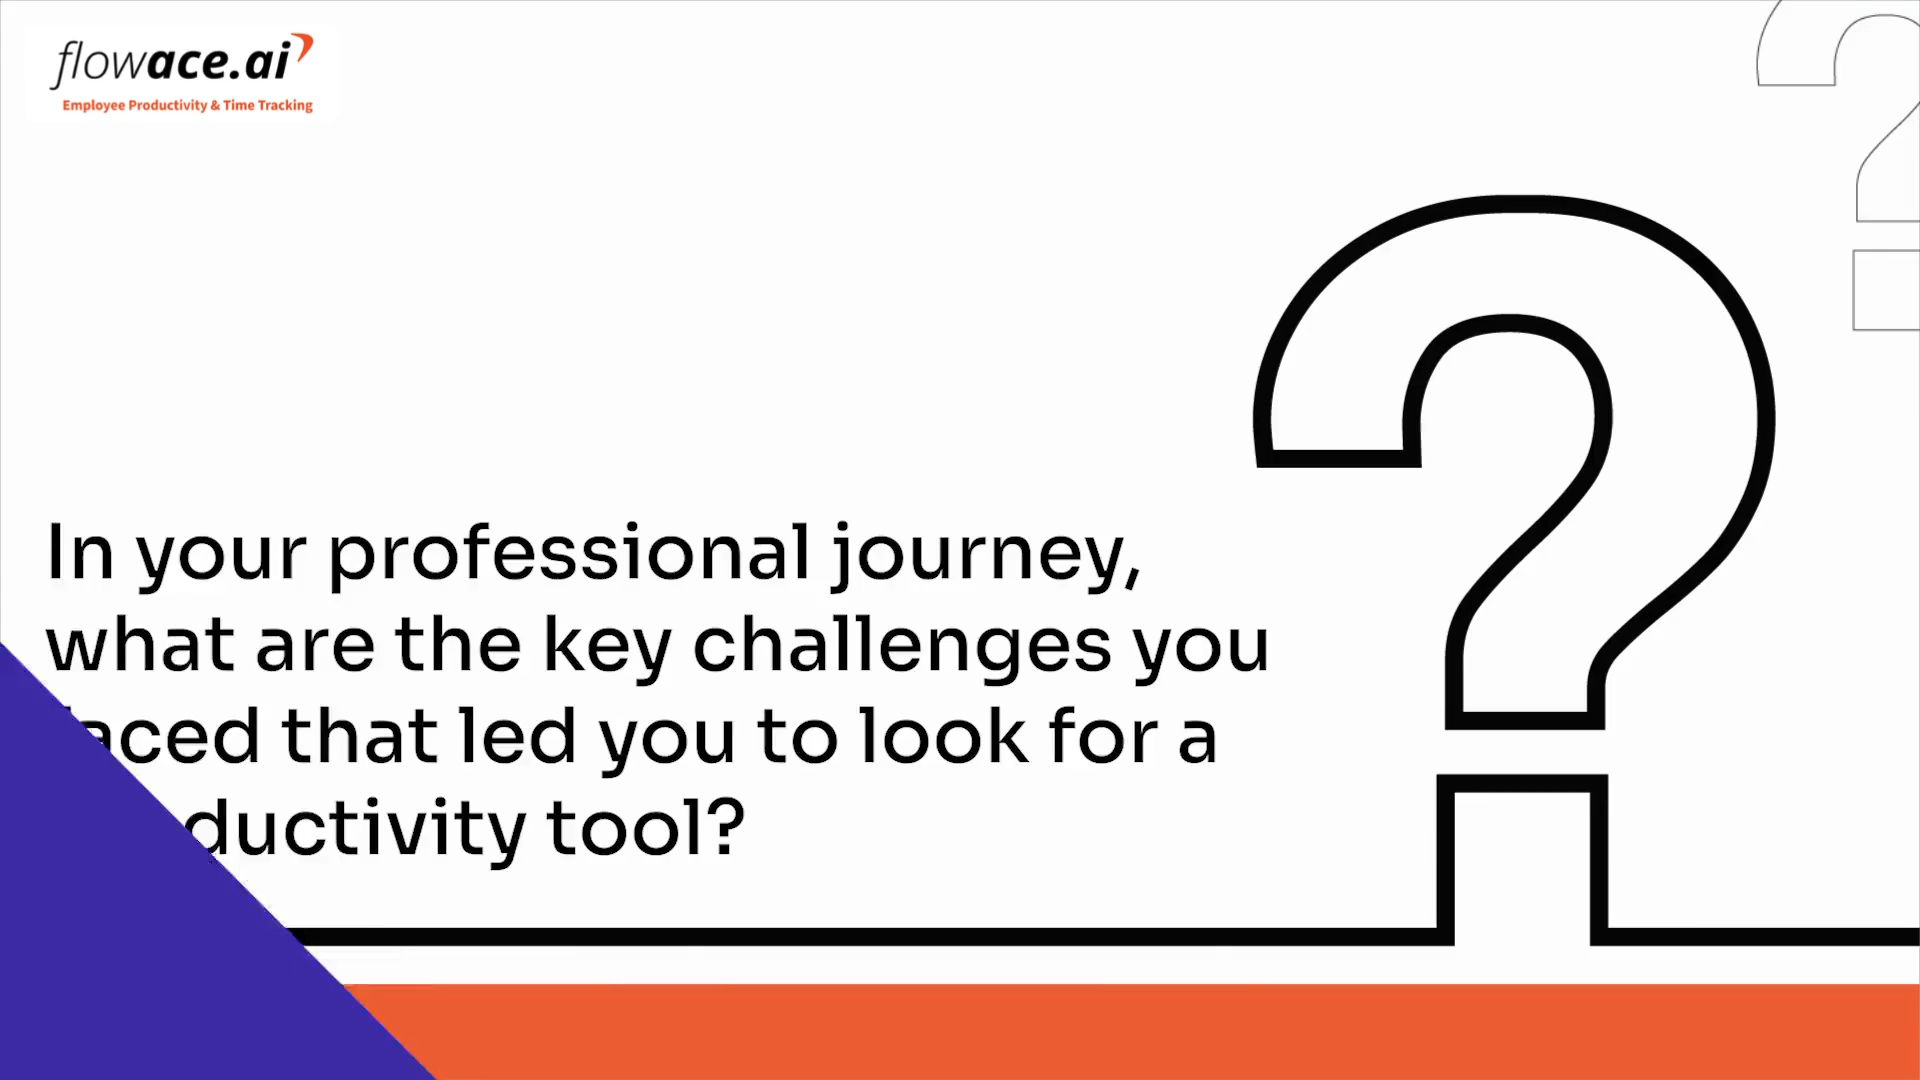 flowace.ai
Employee Productivity & Time Tracking
In your professional journey,
what are the key challenges you
aced that led you to look for a
ductivity tool?